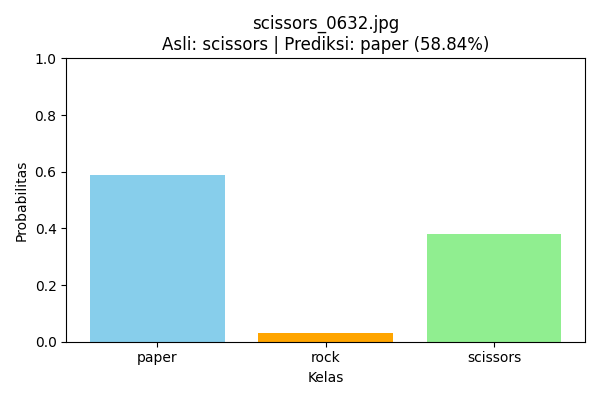 scissors_0632.jpg
Asli: scissors | Prediksi: paper (58.84%)
1.0
0.8
0.6
0.4
0.2
0.0
Probabilitas
paper rock scissors
Kelas